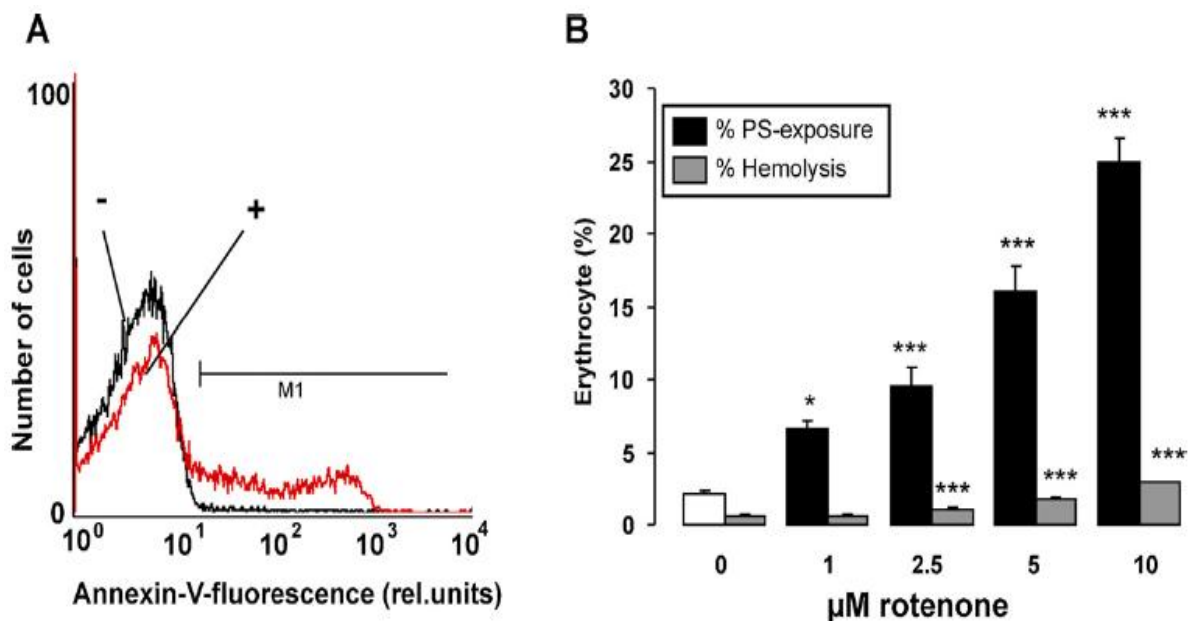 A
100
Number of cells
-
+
M1
0
10^0 10^1 10^2 10^3 10^4
Annexin-V-fluorescence (rel.units)
B
30
25
20
15
10
5
0
Erythrocyte (%)
% PS-exposure
% Hemolysis
*
***
***
***
***
***
***
0 1 2.5 5 10
µM rotenone